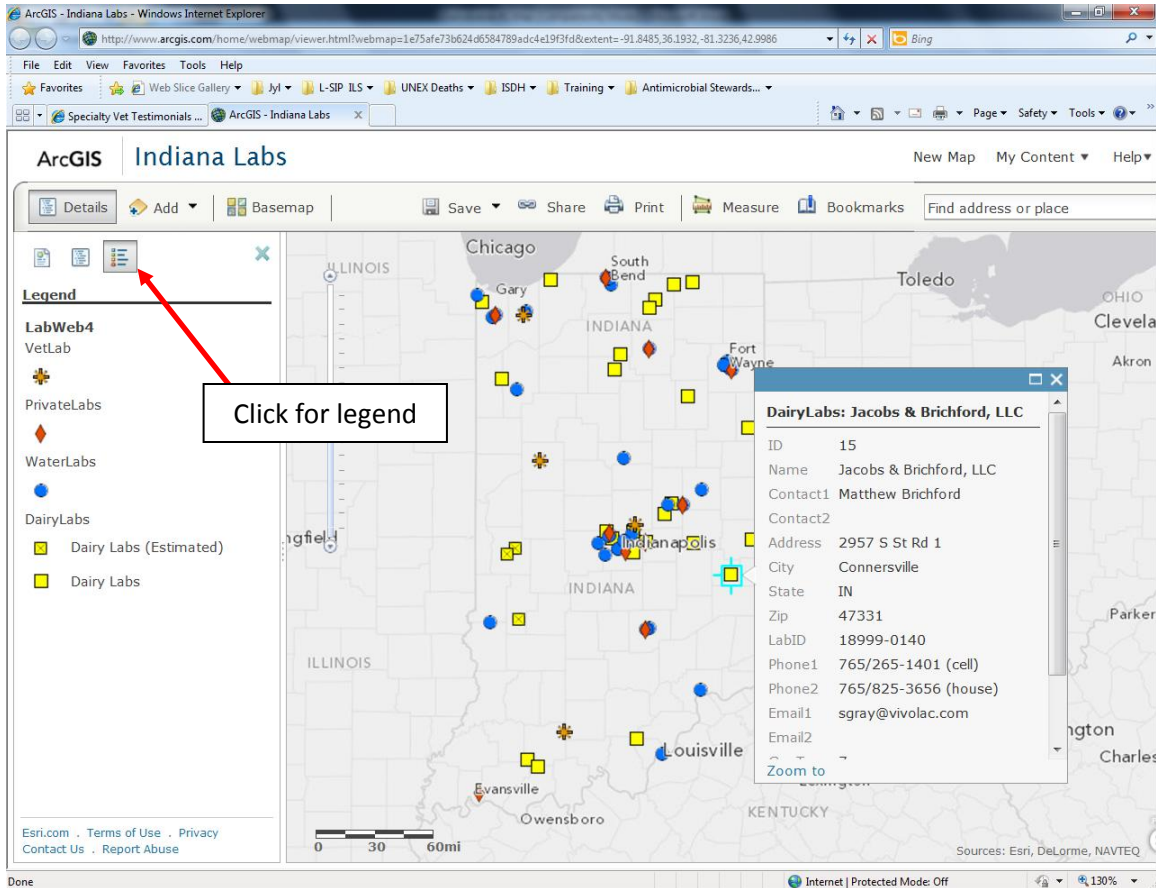 ArcGIS - Indiana Labs - Windows Internet Explorer
http://www.arcgis.com/home/webmap/viewer.html?webmap=1e75afe73b624d6584789adc4e19f3fd&extent=-91.8485,36.1932,-81.3236,42.9986
Bing
File Edit View Favorites Tools Help
Favorites Web Slice Gallery Jyl L-SIP ILS UNEX Deaths ISDH Training Antimicrobial Stewards...
Specialty Vet Testimonials ... ArcGIS - Indiana Labs X Page Safety Tools »
ArcGIS Indiana Labs New Map My Content Help
Details Add Basemap Save Share Print Measure Bookmarks Find address or place
Legend
LabWeb4
VetLab
PrivateLabs
WaterLabs
DairyLabs
Dairy Labs (Estimated)
Dairy Labs
Click for legend
Chicago
ILLINOIS
South
Bend
Gary
Toledo
OHIO
INDIANA
Clevela
Fort
Wayne
Akron
ngfield
Indianapolis
INDIANA
Parker
ILLINOIS
Louisville
ngton
Charles
Evansville
Owensboro
KENTUCKY
DairyLabs: Jacobs & Brichford, LLC
ID 15
Name Jacobs & Brichford, LLC
Contact1 Matthew Brichford
Contact2
Address 2957 S St Rd 1
City Connersville
State IN
Zip 47331
LabID 18999-0140
Phone1 765/265-1401 (cell)
Phone2 765/825-3656 (house)
Email1 sgray@vivolac.com
Email2
Zoom to
0 30 60mi
Sources: Esri, DeLorme, NAVTEQ
Esri.com . Terms of Use . Privacy
Contact Us . Report Abuse
Done Internet | Protected Mode: Off 130%